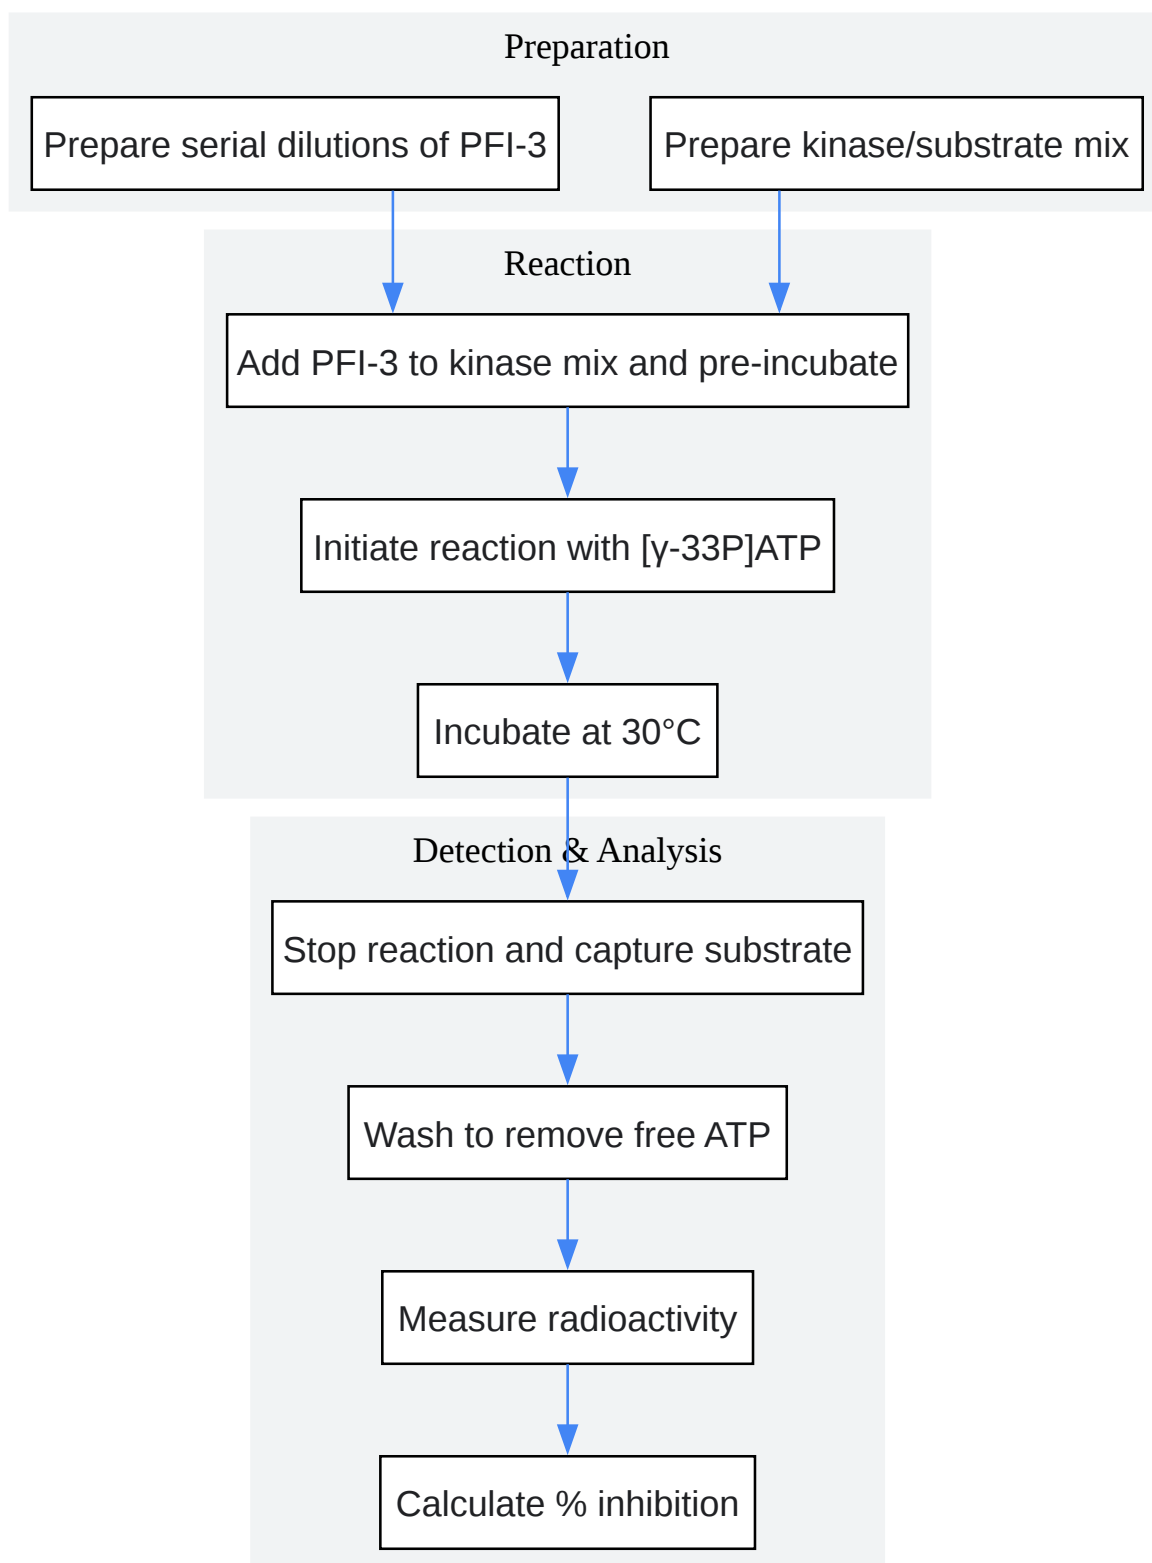 Preparation
Prepare serial dilutions of PFI-3
Prepare kinase/substrate mix
Reaction
Add PFI-3 to kinase mix and pre-incubate
Initiate reaction with [γ-33P]ATP
Incubate at 30°C
Detection & Analysis
Stop reaction and capture substrate
Wash to remove free ATP
Measure radioactivity
Calculate % inhibition